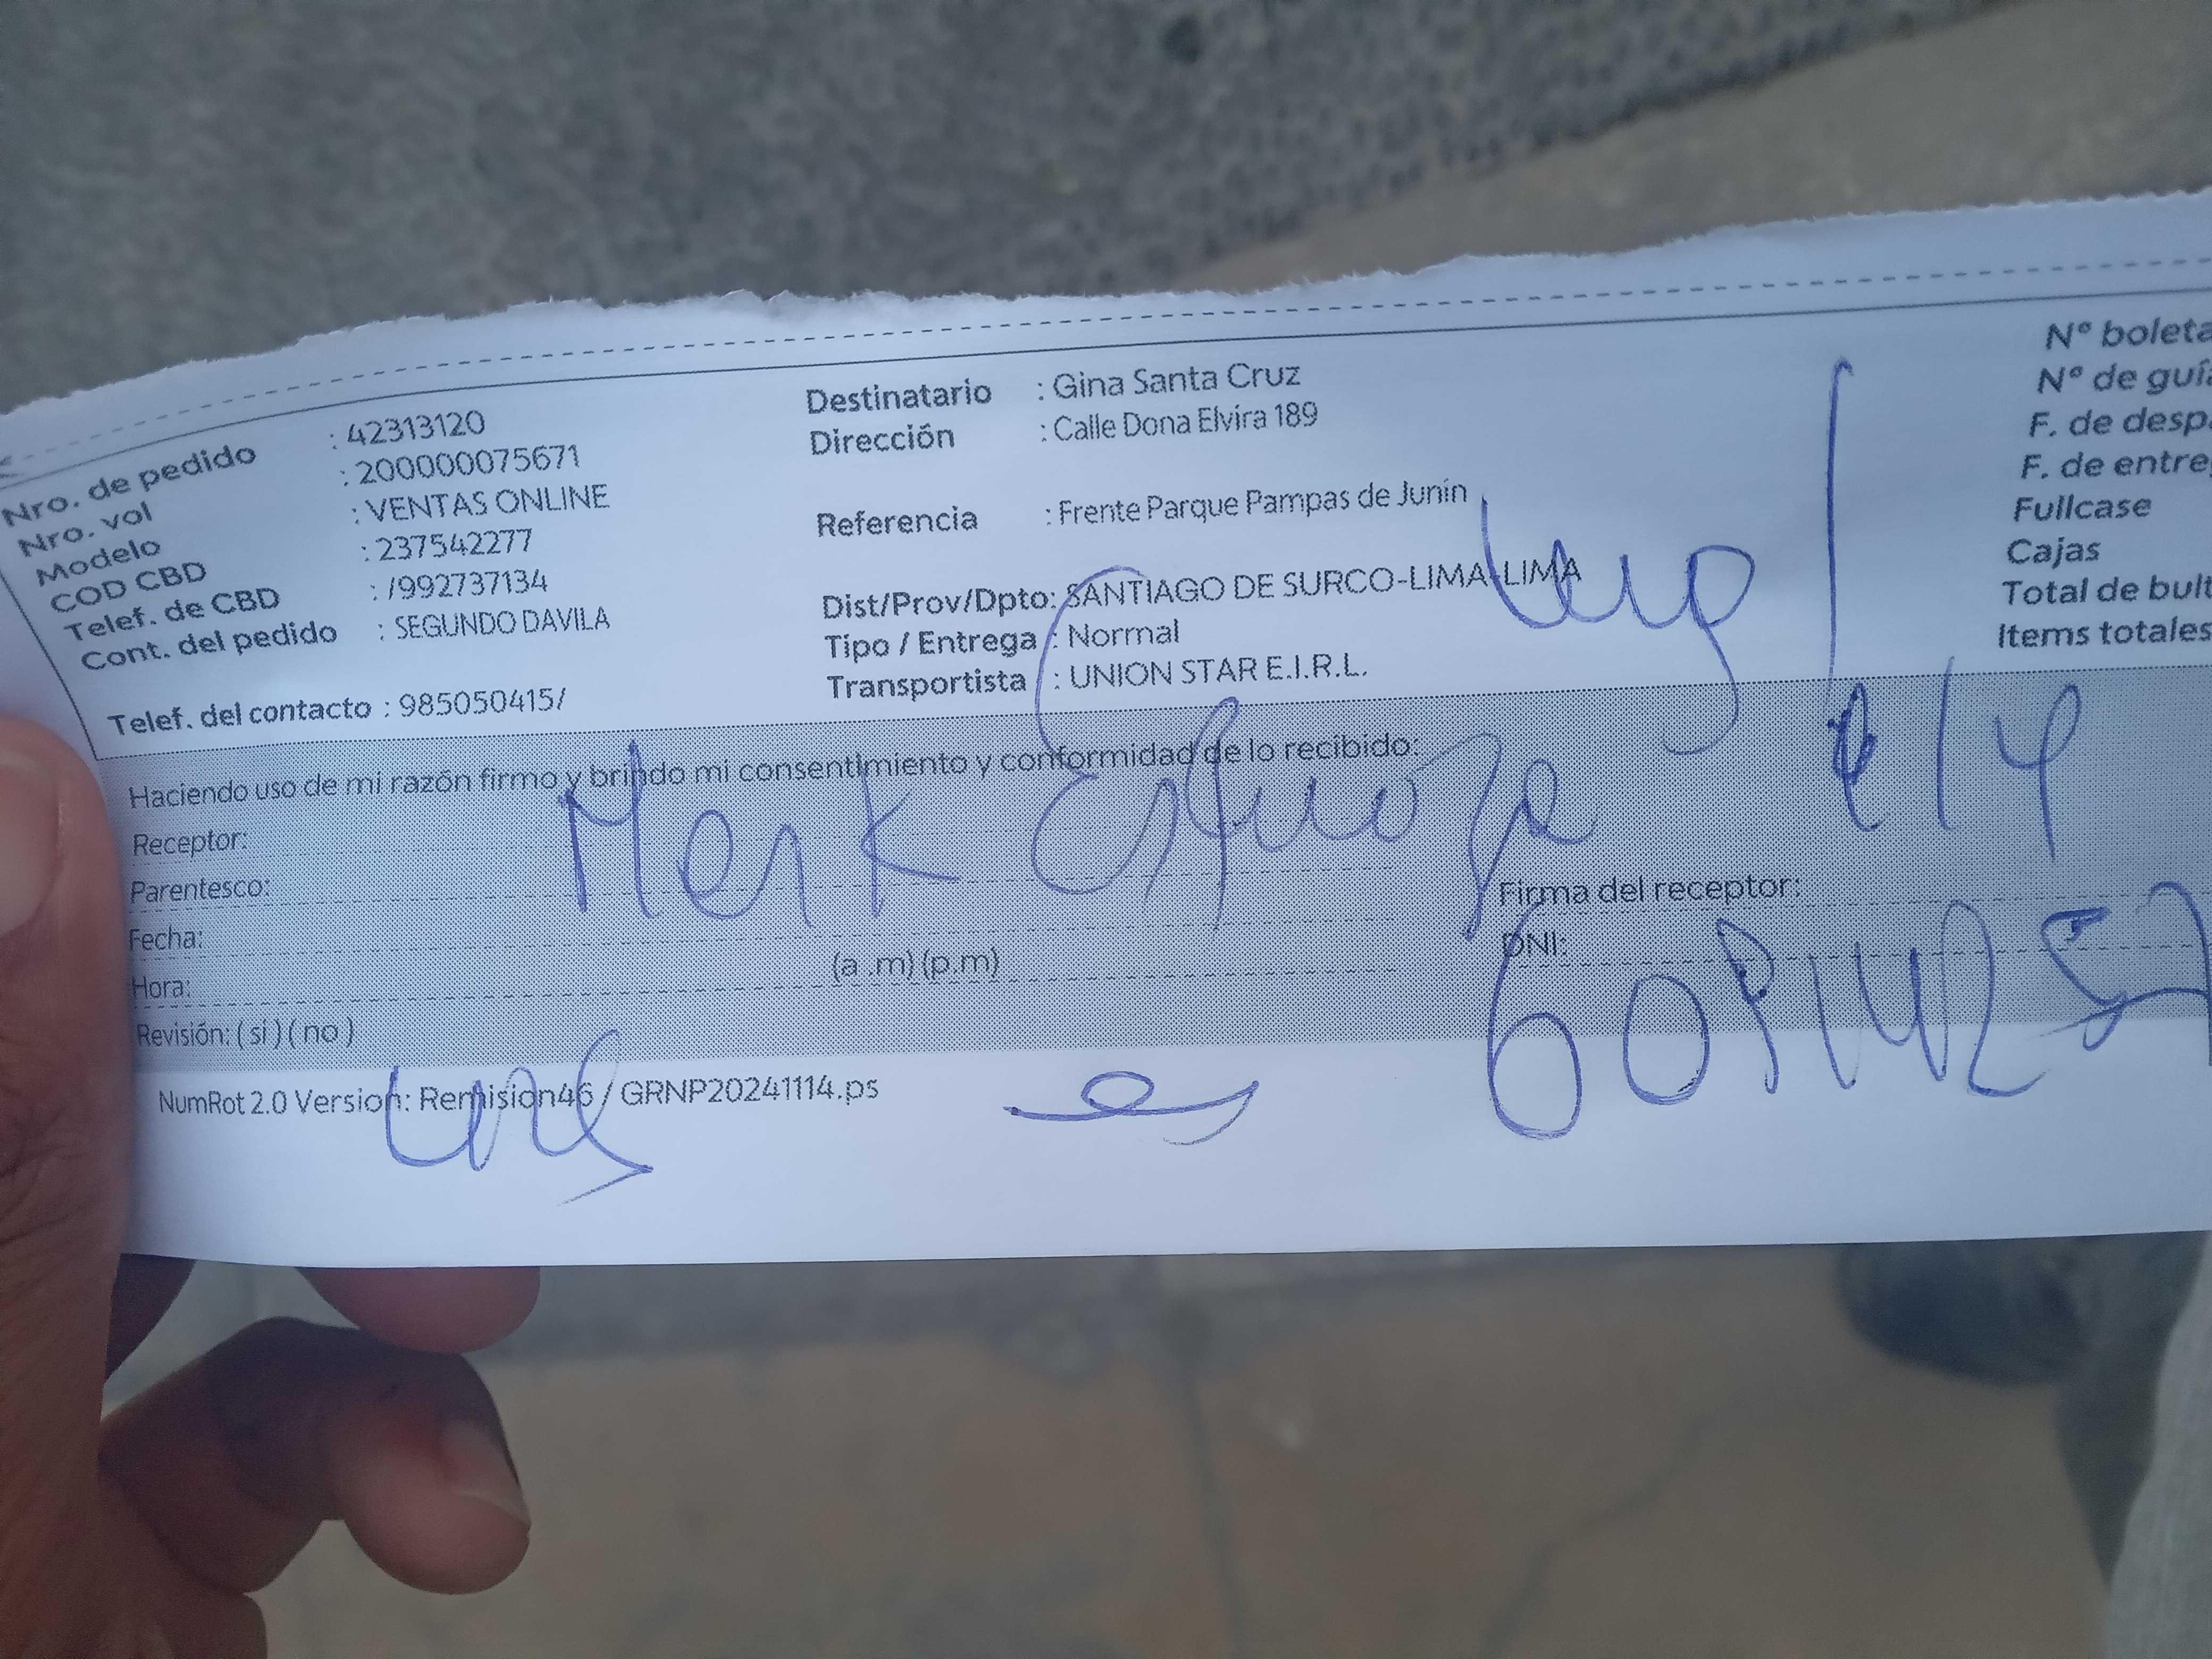 Nro. de pedido : 42313120
Nro. vol : 200000075671
Modelo : VENTAS ONLINE
COD CBD : 237542277
Telef. de CBD : /992737134
Cont. del pedido : SEGUNDO DAVILA
Telef. del contacto : 985050415/
Destinatario : Gina Santa Cruz
Dirección : Calle Dona Elvira 189
Referencia : Frente Parque Pampas de Junin
Dist/Prov/Dpto: SANTIAGO DE SURCO-LIMA-LIMA
Tipo / Entrega : Normal
Transportista : UNION STAR E.I.R.L.
N° boleta
N° de guía
F. de desp
F. de entre
Fullcase
Cajas
Total de bult
Items totales
Haciendo uso de mi razón firmo y brindo mi consentimiento y conformidad de lo recibido:
Receptor:
Parentesco:
Fecha:
Hora: (a .m) (p.m)
Revisión: ( si ) ( no )
Firma del receptor:
DNI:
NumRot 2.0 Version: Remision46 / GRNP20241114.ps